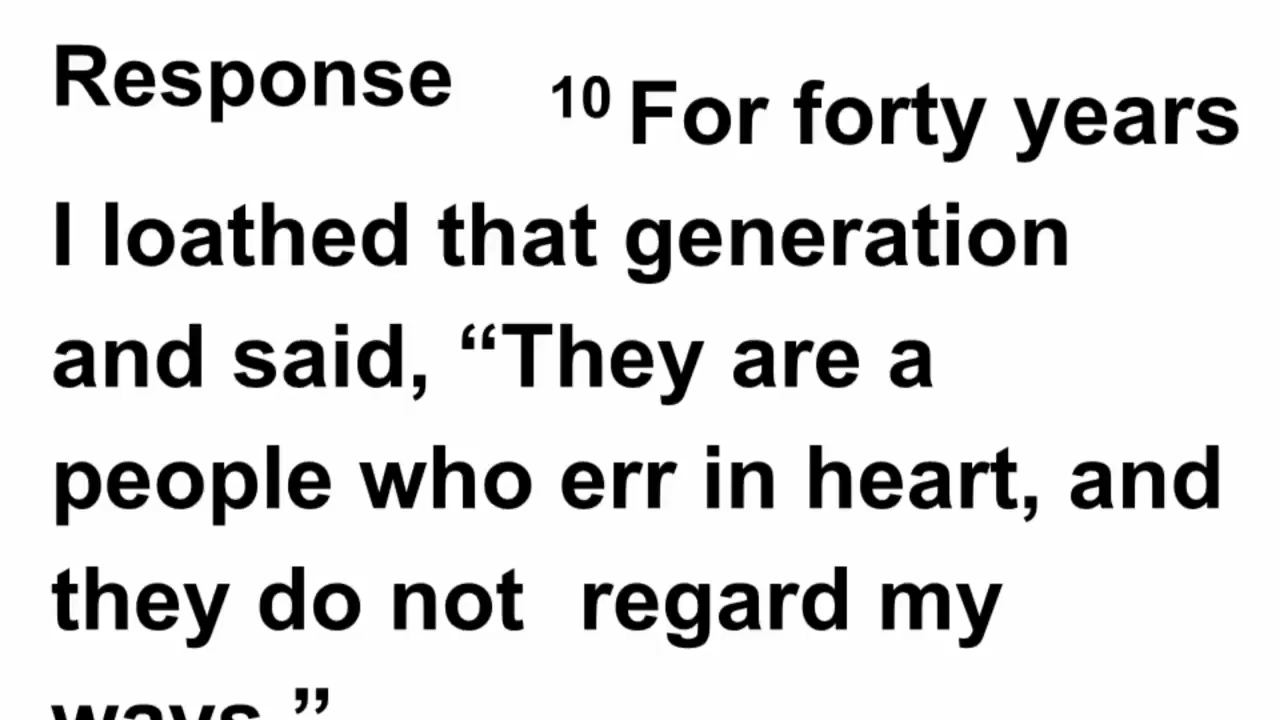 Response 10 For forty years
I loathed that generation
and said, “They are a
people who err in heart, and
they do not regard my
ways.”